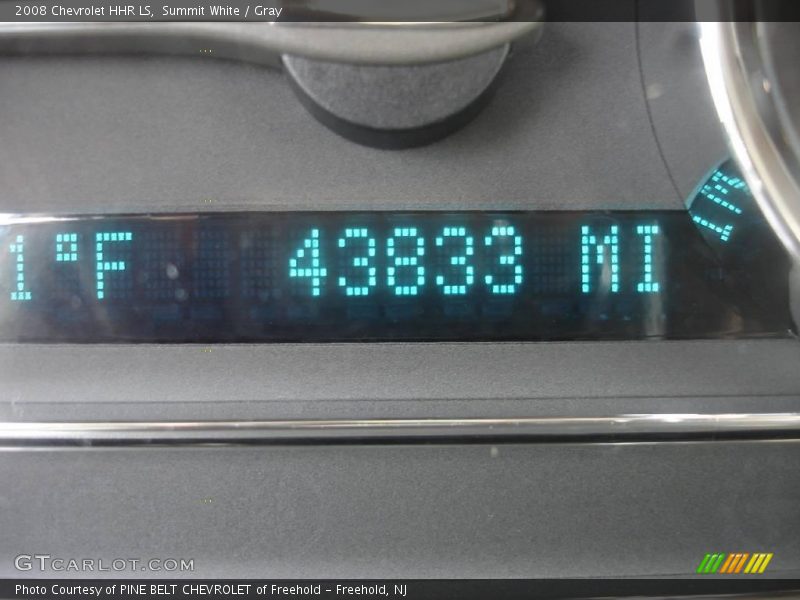 2008 Chevrolet HHR LS,  Summit White / Gray
1°F 43833 MI
GTCARLOT.COM
Photo Courtesy of PINE BELT CHEVROLET of Freehold - Freehold, NJ